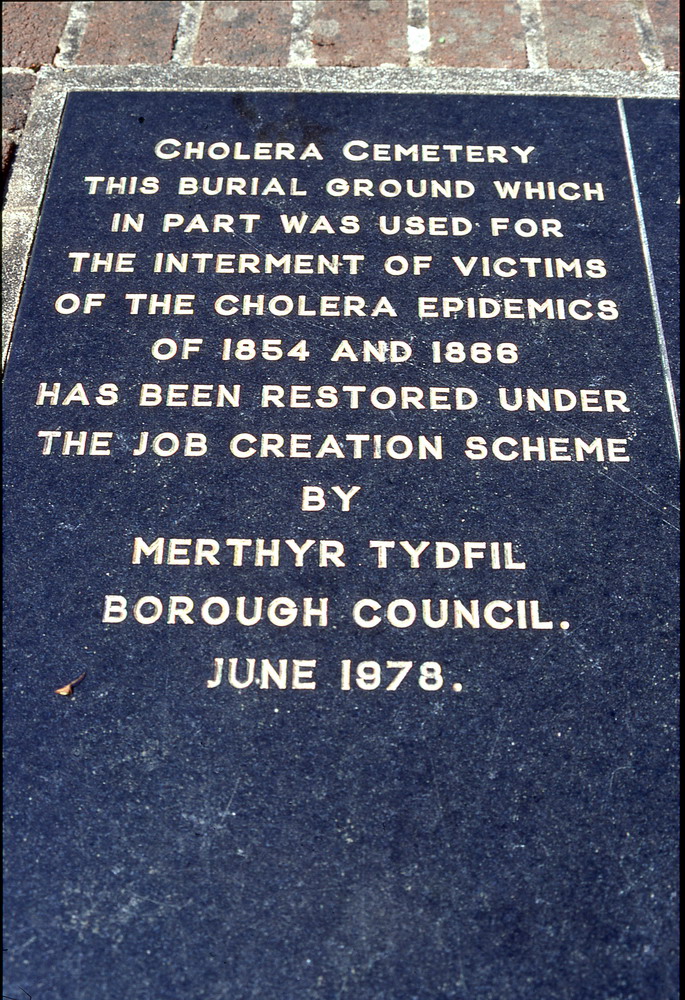 CHOLERA CEMETERY
THIS BURIAL GROUND WHICH
IN PART WAS USED FOR
THE INTERMENT OF VICTIMS
OF THE CHOLERA EPIDEMICS
OF 1854 AND 1866
HAS BEEN RESTORED UNDER
THE JOB CREATION SCHEME
BY
MERTHYR TYDFIL
BOROUGH COUNCIL.
JUNE 1978.